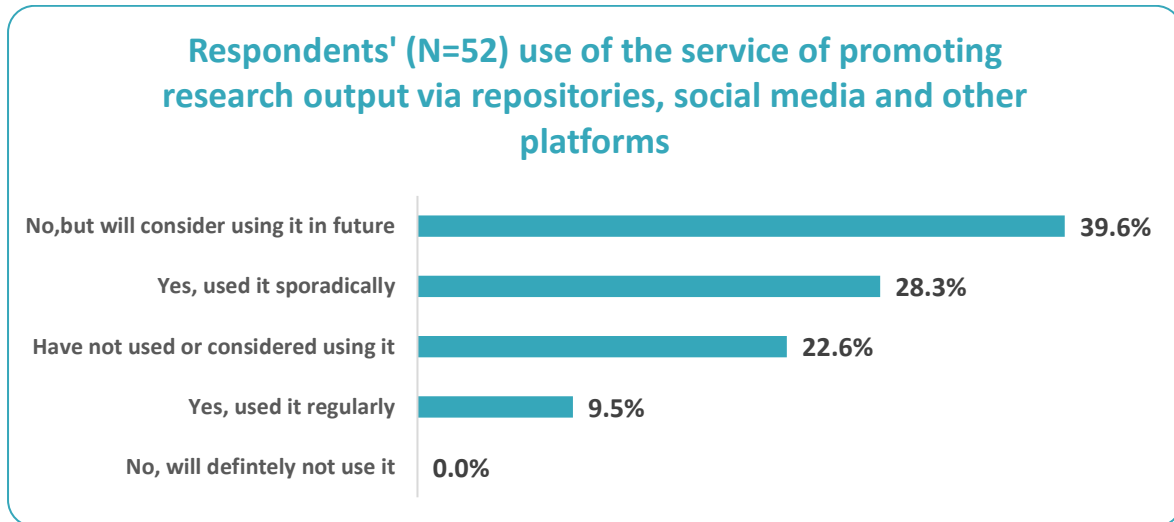 Respondents' (N=52) use of the service of promoting
research output via repositories, social media and other
platforms
No,but will consider using it in future 39.6%
Yes, used it sporadically 28.3%
Have not used or considered using it 22.6%
Yes, used it regularly 9.5%
No, will defintely not use it 0.0%